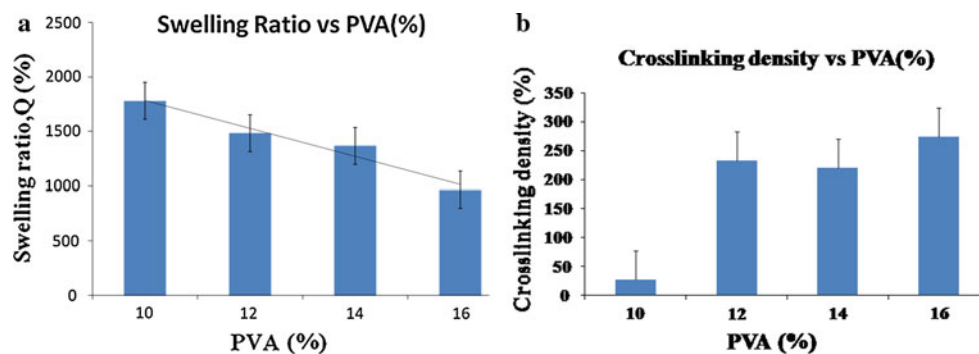 a
Swelling Ratio vs PVA(%)
Swelling ratio,Q (%)
2500
2000
1500
1000
500
0
10 12 14 16
PVA (%)
b
Crosslinking density vs PVA(%)
Crosslinking density (%)
350
300
250
200
150
100
50
0
10 12 14 16
PVA (%)